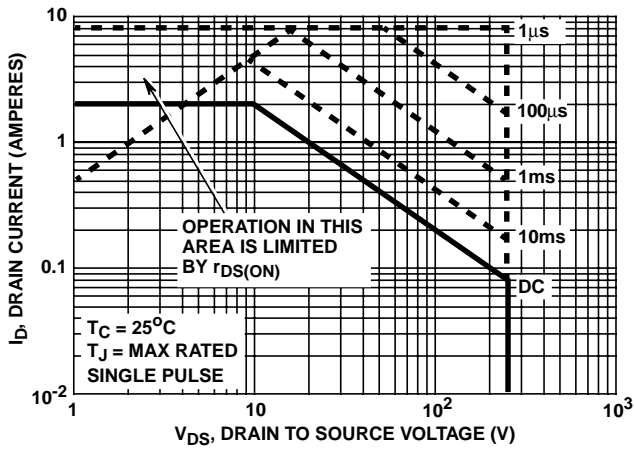 10
1
0.1
10-2
I_D, DRAIN CURRENT (AMPERES)
1μs
100μs
1ms
10ms
DC
OPERATION IN THIS
AREA IS LIMITED
BY rDS(ON)
TC = 25°C
TJ = MAX RATED
SINGLE PULSE
1
10
10²
10³
VDS, DRAIN TO SOURCE VOLTAGE (V)